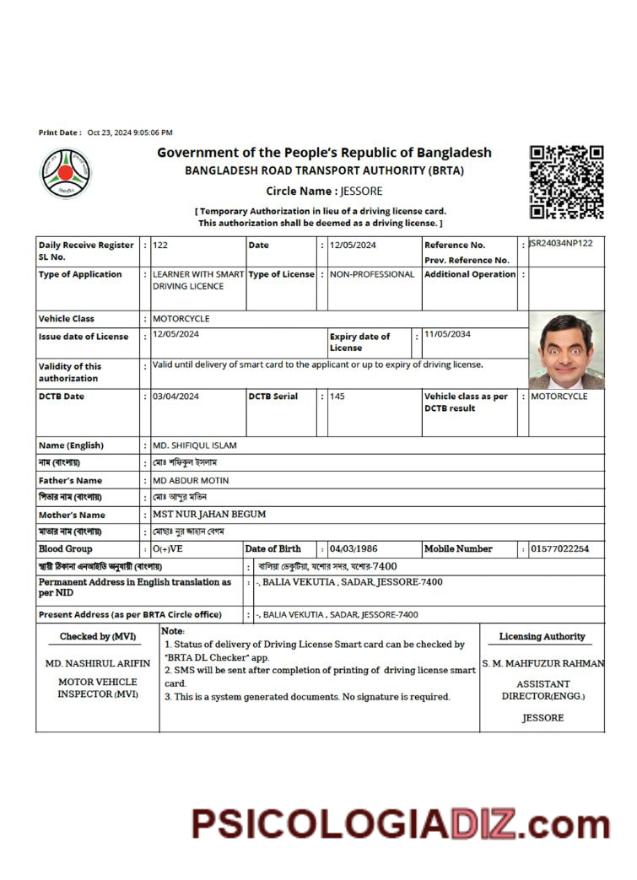 Print Date : Oct 23, 2024 9:05:06 PM
Government of the People's Republic of Bangladesh
BANGLADESH ROAD TRANSPORT AUTHORITY (BRTA)
Circle Name : JESSORE
[ Temporary Authorization in lieu of a driving license card.
This authorization shall be deemed as a driving license. ]
Daily Receive Register SL No. : 122 Date : 12/05/2024 Reference No. : JSR24034NP122
Prev. Reference No.
Type of Application : LEARNER WITH SMART DRIVING LICENCE Type of License : NON-PROFESSIONAL Additional Operation :
Vehicle Class : MOTORCYCLE
Issue date of License : 12/05/2024 Expiry date of License : 11/05/2034
Validity of this authorization : Valid until delivery of smart card to the applicant or up to expiry of driving license.
DCTB Date : 03/04/2024 DCTB Serial : 145 Vehicle class as per DCTB result : MOTORCYCLE
Name (English) : MD. SHIFIQUL ISLAM
নাম (বাংলায়) : মোঃ শফিকুল ইসলাম
Father's Name : MD ABDUR MOTIN
পিতার নাম (বাংলায়) : মোঃ আব্দুর মতিন
Mother's Name : MST NUR JAHAN BEGUM
মাতার নাম (বাংলায়) : মোছাঃ নুর জাহান বেগম
Blood Group : O(+)VE Date of Birth : 04/03/1986 Mobile Number : 01577022254
স্থায়ী ঠিকানা এনআইডি অনুযায়ী (বাংলায়) : বালিয়া ভেকুটিয়া, যশোর সদর, যশোর-7400
Permanent Address in English translation as per NID : -, BALIA VEKUTIA , SADAR, JESSORE-7400
Present Address (as per BRTA Circle office) : -, BALIA VEKUTIA , SADAR, JESSORE-7400
Checked by (MVI)
MD. NASHIRUL ARIFIN
MOTOR VEHICLE
INSPECTOR (MVI)
Note:
1. Status of delivery of Driving License Smart card can be checked by
"BRTA DL Checker" app.
2. SMS will be sent after completion of printing of driving license smart
card.
3. This is a system generated documents. No signature is required.
Licensing Authority
S. M. MAHFUZUR RAHMAN
ASSISTANT
DIRECTOR(ENGG.)
JESSORE
PSICOLOGIADIZ.com